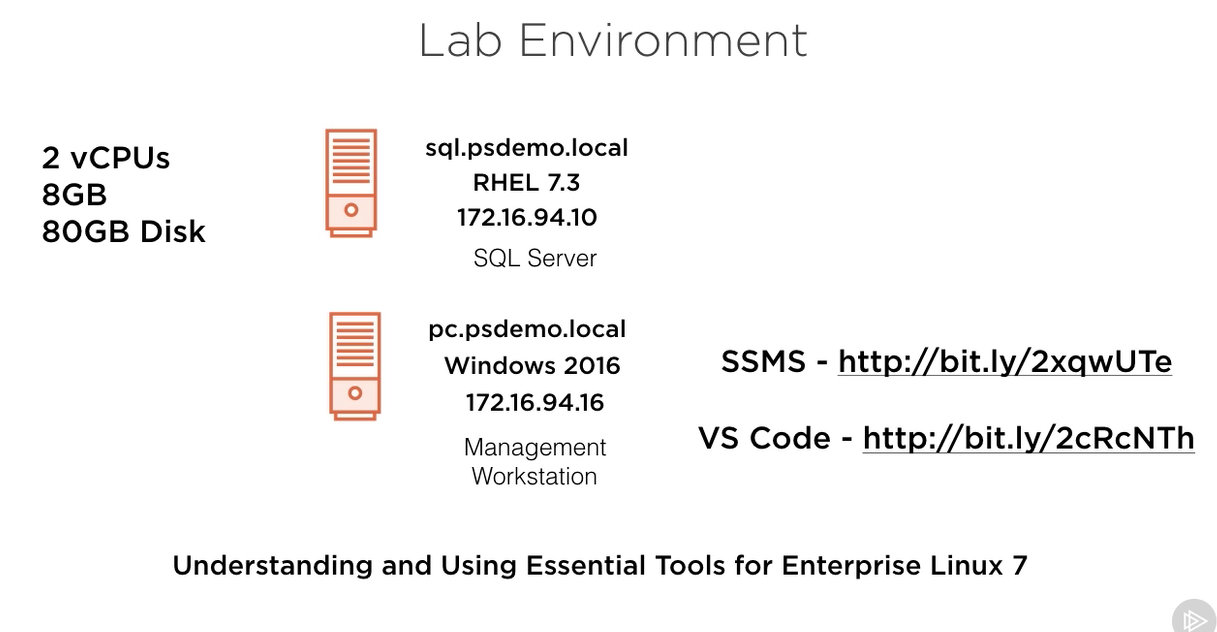 Lab Environment
2 vCPUs
8GB
80GB Disk
sql.psdemo.local
RHEL 7.3
172.16.94.10
SQL Server
pc.psdemo.local
Windows 2016
172.16.94.16
Management
Workstation
SSMS - http://bit.ly/2xqwUTe
VS Code - http://bit.ly/2cRcNTh
Understanding and Using Essential Tools for Enterprise Linux 7